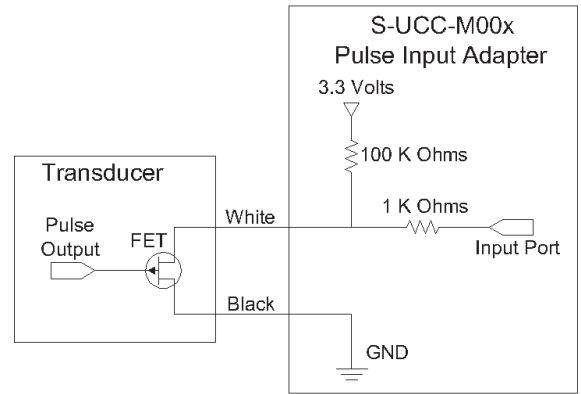 S-UCC-M00x
Pulse Input Adapter
3.3 Volts
100 K Ohms
1 K Ohms
Input Port
GND
Transducer
Pulse
Output
FET
White
Black